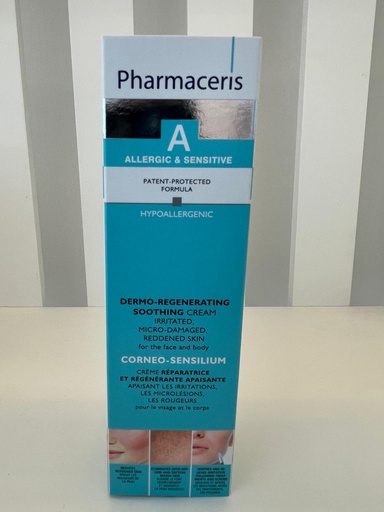 Pharmaceris
A
ALLERGIC & SENSITIVE
PATENT-PROTECTED
FORMULA
HYPOALLERGENIC
DERMO-REGENERATING
SOOTHING CREAM
IRRITATED,
MICRO-DAMAGED,
REDDENED SKIN
for the face and body
CORNEO-SENSILIUM
CRÈME RÉPARATRICE
ET RÉGÉNÉRANTE APAISANTE
APAISANT LES IRRITATIONS,
LES MICROLÉSIONS,
LES ROUGEURS
pour le visage et le corps